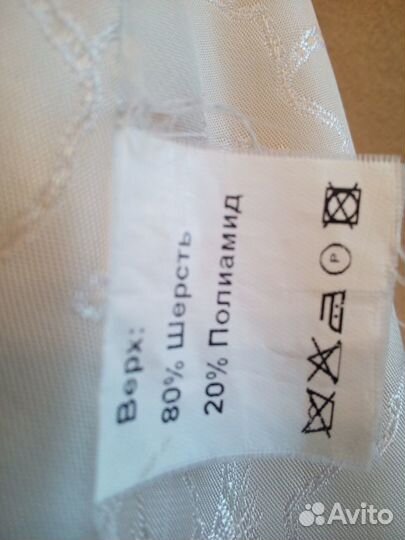 Верх:
80% Шерсть
20% Полиамид
P
Avito